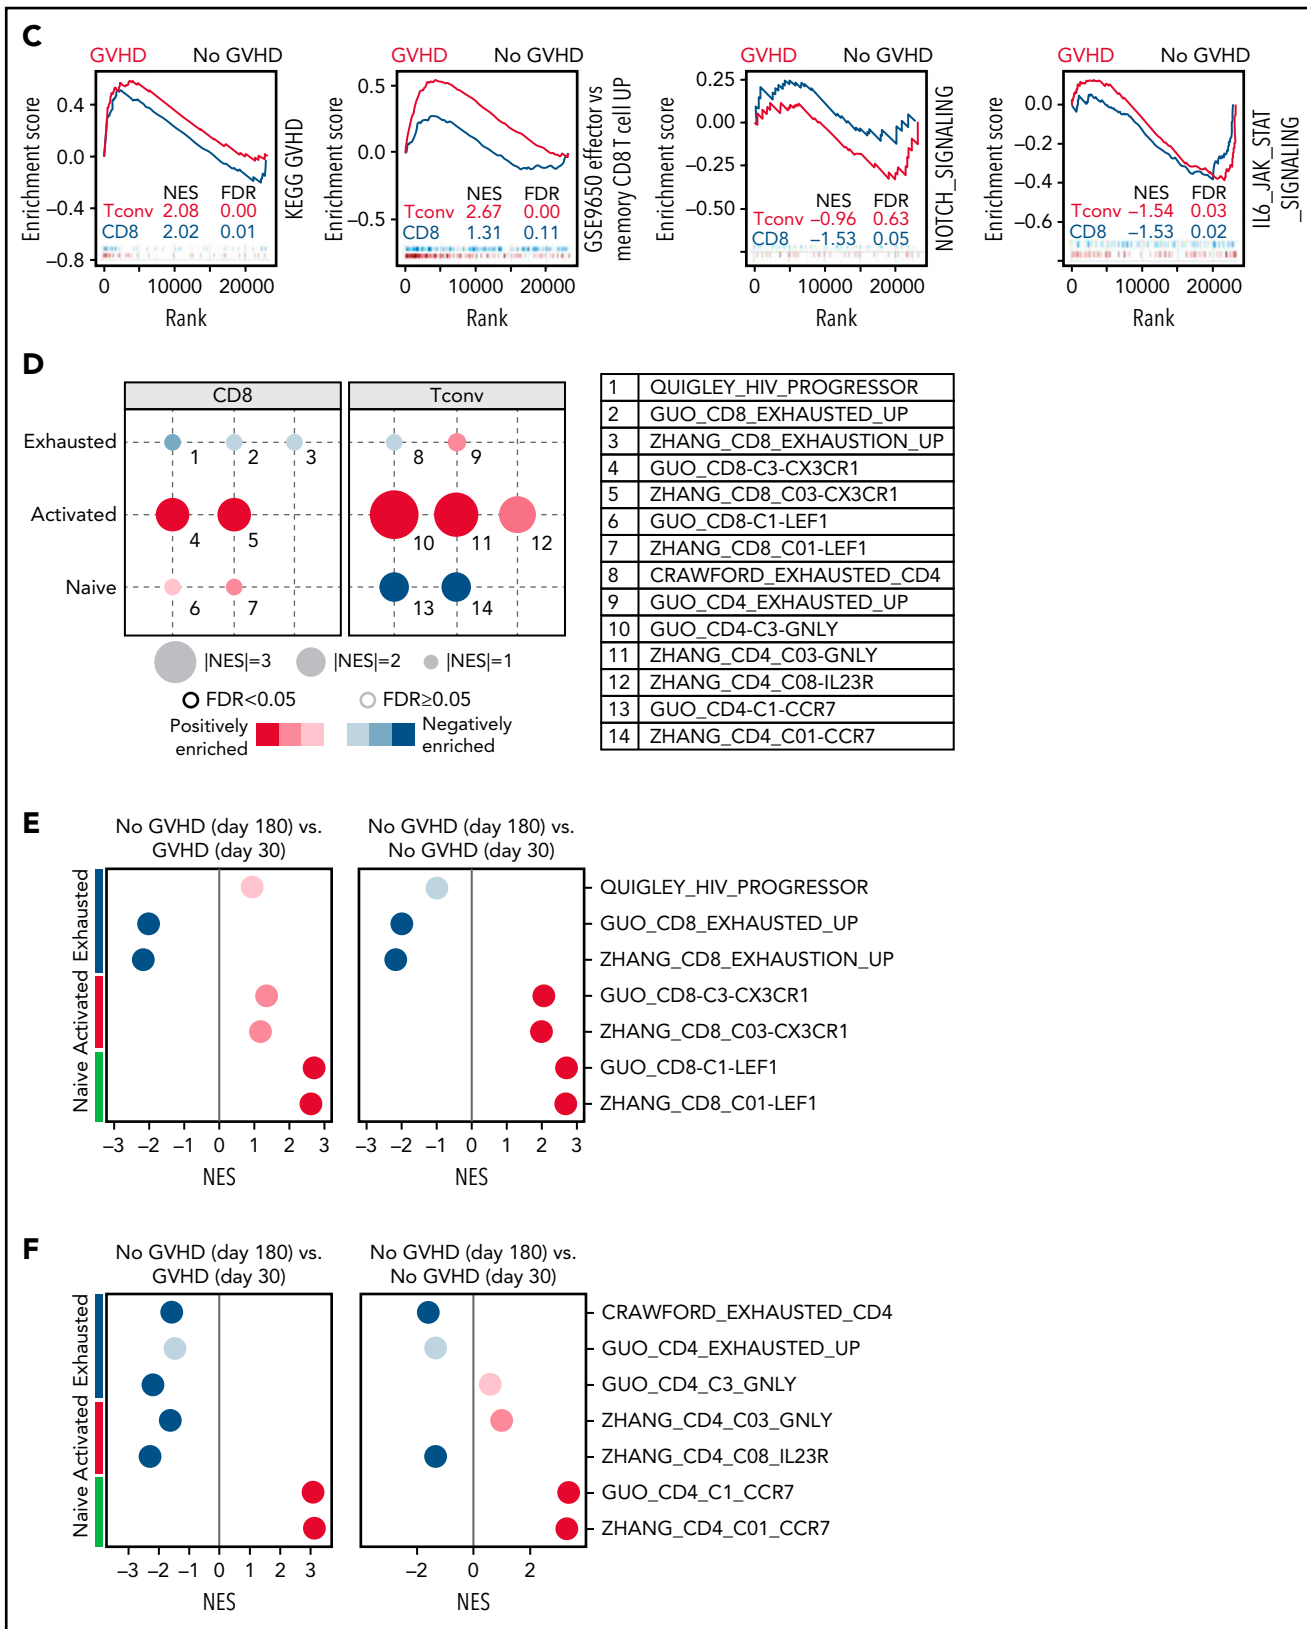 C
GVHD No GVHD
Enrichment score
0.4
0.0
−0.4
−0.8
NES FDR
Tconv 2.08 0.00
CD8 2.02 0.01
0 10000 20000
Rank
KEGG GVHD
GVHD No GVHD
Enrichment score
0.5
0.0
−0.5
NES FDR
Tconv 2.67 0.00
CD8 1.31 0.11
0 10000 20000
Rank
GSE9650 effector vs
memory CD8 T cell UP
GVHD No GVHD
Enrichment score
0.25
0.00
−0.25
−0.50
NES FDR
Tconv −0.96 0.63
CD8 −1.53 0.05
0 10000 20000
Rank
NOTCH_SIGNALING
GVHD No GVHD
Enrichment score
0.0
−0.2
−0.4
−0.6
NES FDR
Tconv −1.54 0.03
CD8 −1.53 0.02
0 10000 20000
Rank
IL6_JAK_STAT
_SIGNALING
D
CD8 Tconv
Exhausted
1 2 3 8 9
Activated
4 5 10 11 12
Naive
6 7 13 14
|NES|=3 |NES|=2 |NES|=1
FDR<0.05 FDR≥0.05
Positively
enriched
Negatively
enriched
1 QUIGLEY_HIV_PROGRESSOR
2 GUO_CD8_EXHAUSTED_UP
3 ZHANG_CD8_EXHAUSTION_UP
4 GUO_CD8-C3-CX3CR1
5 ZHANG_CD8_C03-CX3CR1
6 GUO_CD8-C1-LEF1
7 ZHANG_CD8_C01-LEF1
8 CRAWFORD_EXHAUSTED_CD4
9 GUO_CD4_EXHAUSTED_UP
10 GUO_CD4-C3-GNLY
11 ZHANG_CD4_C03-GNLY
12 ZHANG_CD4_C08-IL23R
13 GUO_CD4-C1-CCR7
14 ZHANG_CD4_C01-CCR7
E
No GVHD (day 180) vs.
GVHD (day 30)
No GVHD (day 180) vs.
No GVHD (day 30)
Exhausted
Activated
Naive
QUIGLEY_HIV_PROGRESSOR
GUO_CD8_EXHAUSTED_UP
ZHANG_CD8_EXHAUSTION_UP
GUO_CD8-C3-CX3CR1
ZHANG_CD8_C03-CX3CR1
GUO_CD8-C1-LEF1
ZHANG_CD8_C01-LEF1
−3 −2 −1 0 1 2 3
NES
−3 −2 −1 0 1 2 3
NES
F
No GVHD (day 180) vs.
GVHD (day 30)
No GVHD (day 180) vs.
No GVHD (day 30)
Exhausted
Activated
Naive
CRAWFORD_EXHAUSTED_CD4
GUO_CD4_EXHAUSTED_UP
GUO_CD4_C3_GNLY
ZHANG_CD4_C03_GNLY
ZHANG_CD4_C08_IL23R
GUO_CD4_C1_CCR7
ZHANG_CD4_C01_CCR7
−3 −2 −1 0 1 2 3
NES
−2 0 2
NES